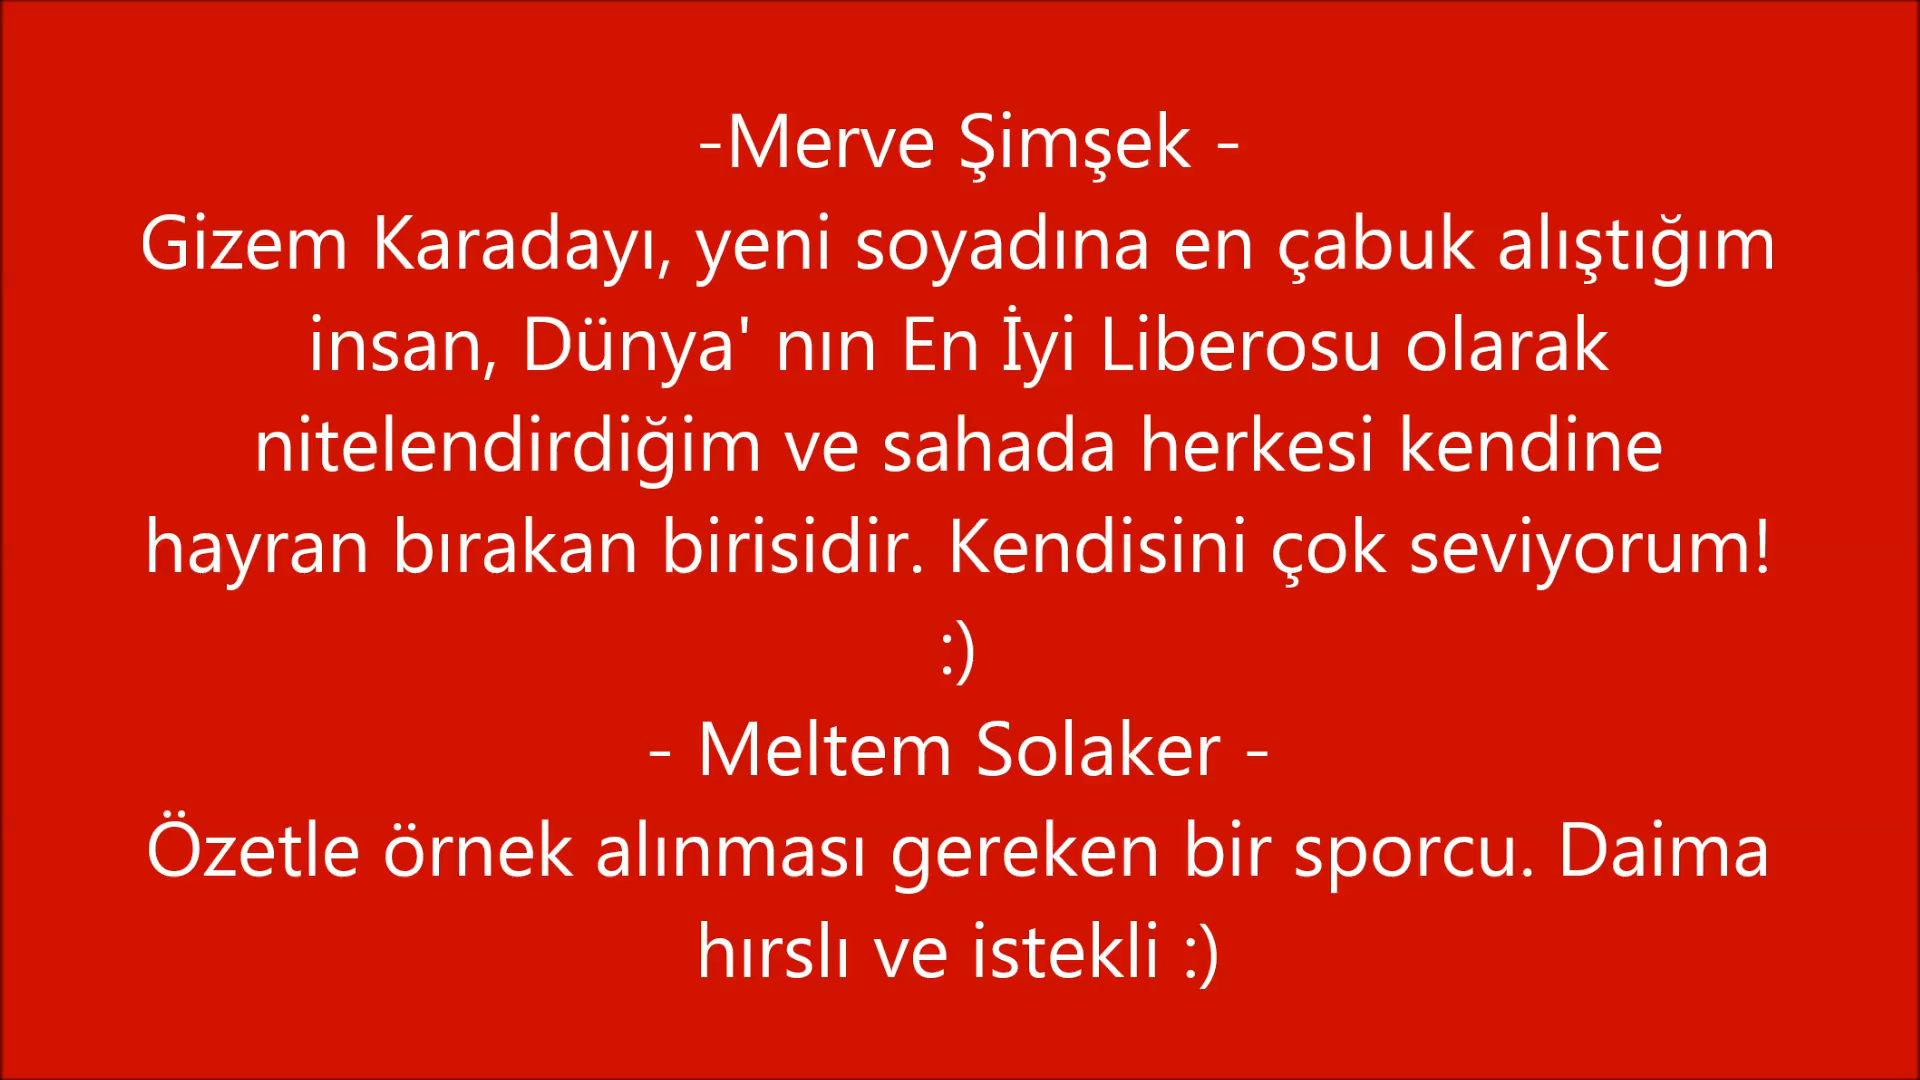 -Merve Şimşek -
Gizem Karadayı, yeni soyadına en çabuk alıştığım
insan, Dünya' nın En İyi Liberosu olarak
nitelendirdiğim ve sahada herkesi kendine
hayran bırakan birisidir. Kendisini çok seviyorum!
:)
- Meltem Solaker -
Özetle örnek alınması gereken bir sporcu. Daima
hırslı ve istekli :)